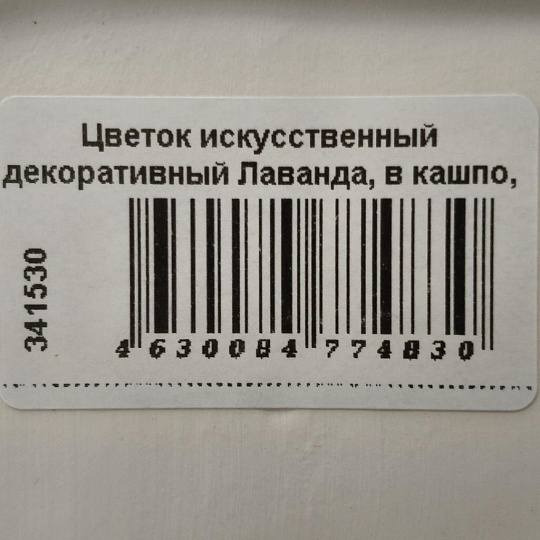 Цветок искусственный
декоративный Лаванда, в кашпо,
341530
4 630084 774830